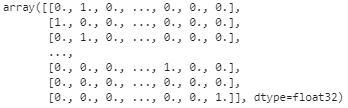 array([[0., 1., 0., ..., 0., 0., 0.],
[1., 0., 0., ..., 0., 0., 0.],
[0., 1., 0., ..., 0., 0., 0.],
...,
[0., 0., 0., ..., 1., 0., 0.],
[0., 0., 0., ..., 0., 0., 0.],
[0., 0., 0., ..., 0., 0., 1.]], dtype=float32)